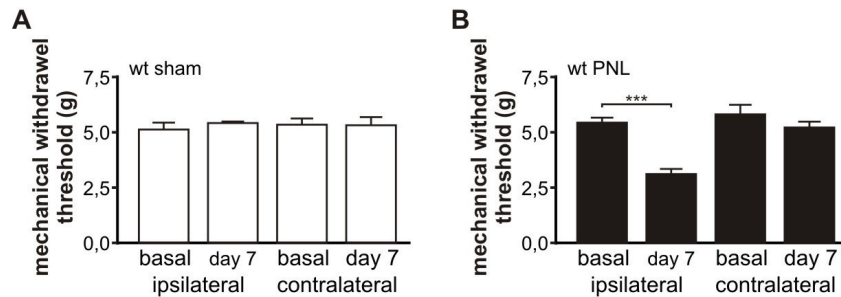 A
mechanical withdrawel
threshold (g)
wt sham
7,5
5,0
2,5
0,0
basal day 7 basal day 7
ipsilateral contralateral
B
mechanical withdrawel
threshold (g)
wt PNL
7,5
***
5,0
2,5
0,0
basal day 7 basal day 7
ipsilateral contralateral